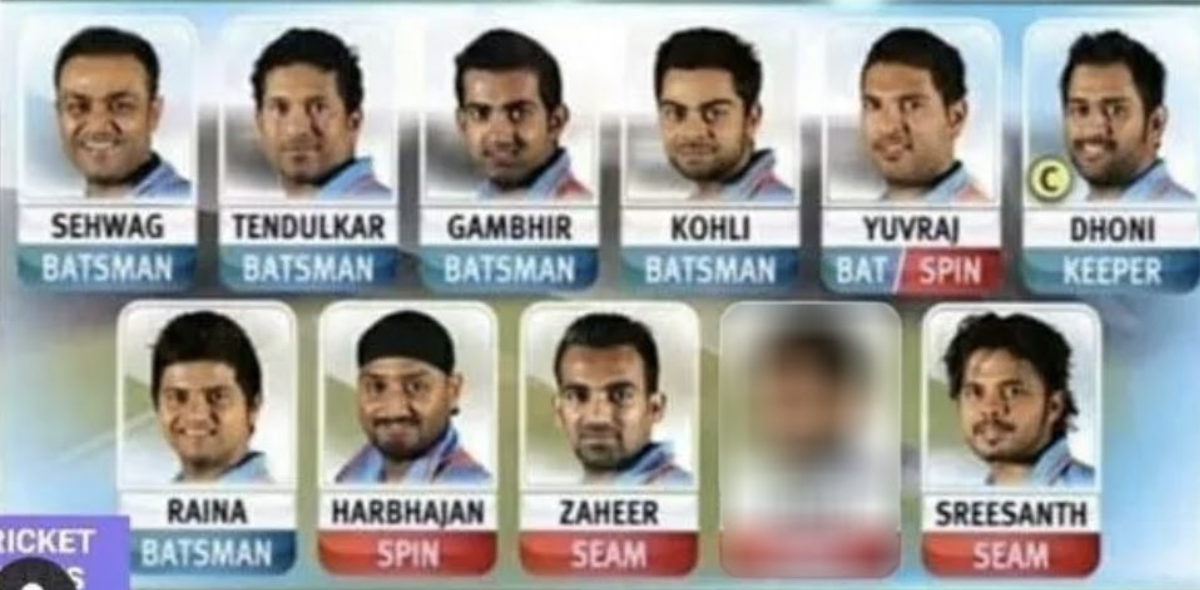 SEHWAG
BATSMAN
TENDULKAR
BATSMAN
GAMBHIR
BATSMAN
KOHLI
BATSMAN
YUVRAJ
BAT / SPIN
C
DHONI
KEEPER
RAINA
BATSMAN
HARBHAJAN
SPIN
ZAHEER
SEAM
SREESANTH
SEAM
RICKET
S